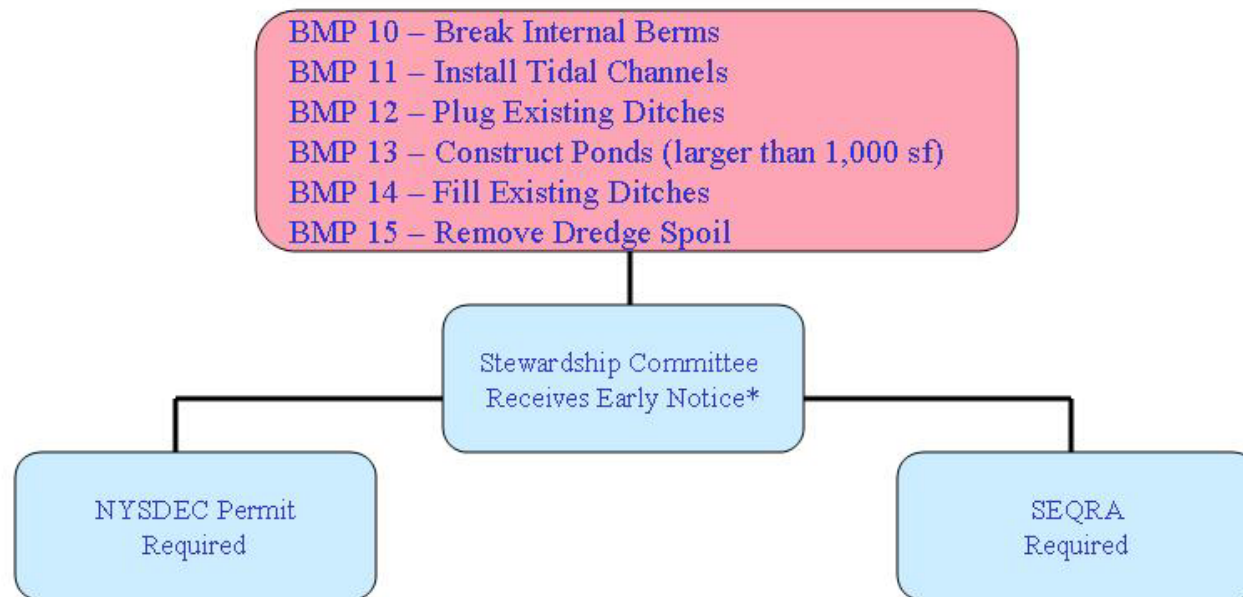 BMP 10 – Break Internal Berms
BMP 11 – Install Tidal Channels
BMP 12 – Plug Existing Ditches
BMP 13 – Construct Ponds (larger than 1,000 sf)
BMP 14 – Fill Existing Ditches
BMP 15 – Remove Dredge Spoil
Stewardship Committee
Receives Early Notice*
NYSDEC Permit
Required
SEQRA
Required